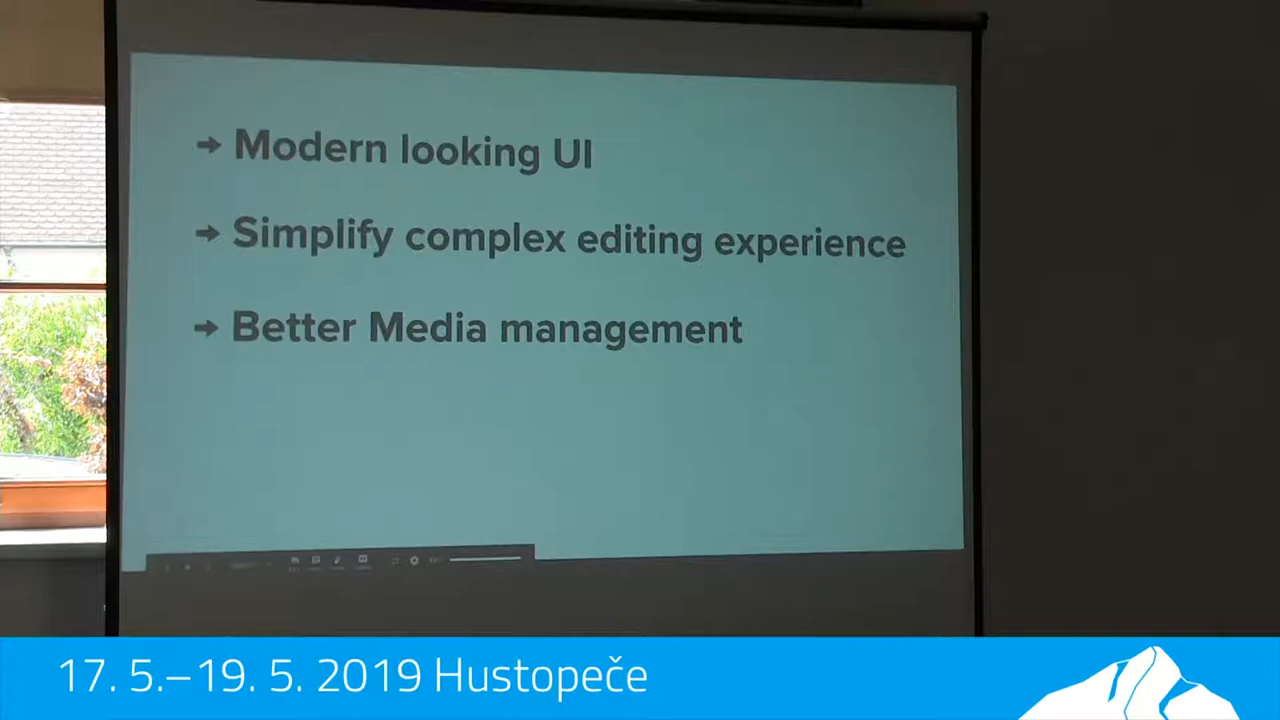 → Modern looking UI
→ Simplify complex editing experience
→ Better Media management
17. 5.–19. 5. 2019 Hustopeče